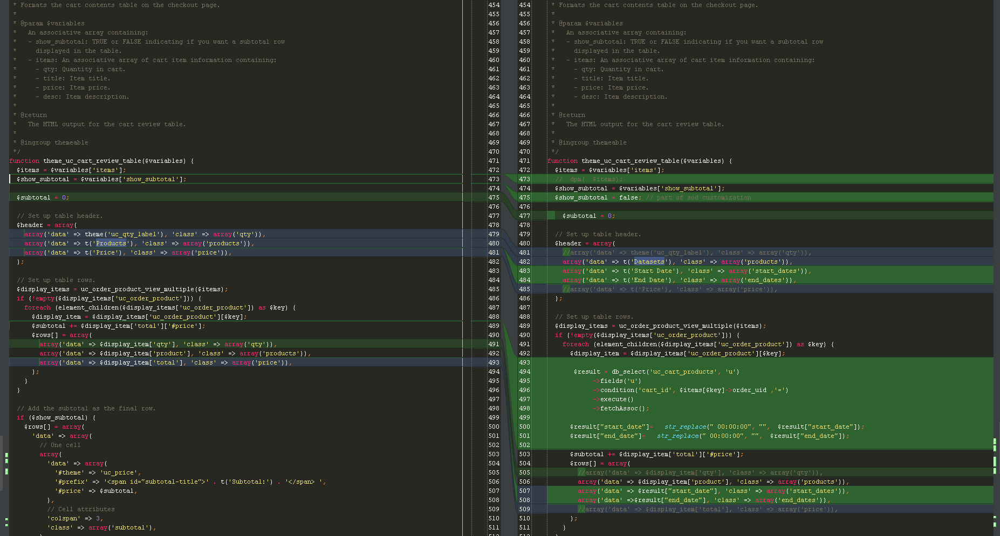 * Formats the cart contents table on the checkout page.
*
* @param $variables
*   An associative array containing:
*   - show_subtotal: TRUE or FALSE indicating if you want a subtotal row
*     displayed in the table.
*   - items: An associative array of cart item information containing:
*     - qty: Quantity in cart.
*     - title: Item title.
*     - price: Item price.
*     - desc: Item description.
*
* @return
*   The HTML output for the cart review table.
*
* @ingroup themeable
*/
function theme_uc_cart_review_table($variables) {
  $items = $variables['items'];
  $show_subtotal = $variables['show_subtotal'];
  $subtotal = 0;
  // Set up table header.
  $header = array(
    array('data' => theme('uc_qty_label'), 'class' => array('qty')),
    array('data' => t('Products'), 'class' => array('products')),
    array('data' => t('Price'), 'class' => array('price')),
  );
  // Set up table rows.
  $display_items = uc_order_product_view_multiple($items);
  if (!empty($display_items['uc_order_product'])) {
    foreach (element_children($display_items['uc_order_product']) as $key) {
      $display_item = $display_items['uc_order_product'][$key];
      $subtotal += $display_item['total']['#price'];
      $rows[] = array(
        array('data' => $display_item['qty'], 'class' => array('qty')),
        array('data' => $display_item['product'], 'class' => array('products')),
        array('data' => $display_item['total'], 'class' => array('price')),
      );
    }
  }
  // Add the subtotal as the final row.
  if ($show_subtotal) {
    $rows[] = array(
      'data' => array(
        // One cell
        array(
          'data' => array(
            '#theme' => 'uc_price',
            '#prefix' => '<span id="subtotal-title">' . t('Subtotal:') . '</span> ',
            '#price' => $subtotal,
          ),
          // Cell attributes
          'colspan' => 3,
          'class' => array('subtotal'),
454 454
455 455
456 456
457 457
458 458
459 459
460 460
461 461
462 462
463 463
464 464
465 465
466 466
467 467
468 468
469 469
470 470
471 471
472 472
473 473
474 474
475 475
476 476
477 477
478 478
479 479
480 480
481 481
482 482
483 483
484 484
485 485
486 486
487 487
488 488
489 489
490 490
491 491
492 492
493 493
494 494
495 495
496 496
497 497
498 498
499 499
500 500
501 501
502 502
503 503
504 504
505 505
506 506
507 507
508 508
509 509
510 510
511 511
* Formats the cart contents table on the checkout page.
*
* @param $variables
*   An associative array containing:
*   - show_subtotal: TRUE or FALSE indicating if you want a subtotal row
*     displayed in the table.
*   - items: An associative array of cart item information containing:
*     - qty: Quantity in cart.
*     - title: Item title.
*     - price: Item price.
*     - desc: Item description.
*
* @return
*   The HTML output for the cart review table.
*
* @ingroup themeable
*/
function theme_uc_cart_review_table($variables) {
  $items = $variables['items'];
  //  dpm(  $items);
  $show_subtotal = $variables['show_subtotal'];
  $show_subtotal = false; // part of sod customization
    $subtotal = 0;
  // Set up table header.
  $header = array(
    //array('data' => theme('uc_qty_label'), 'class' => array('qty')),
    array('data' => t('Datasets'), 'class' => array('products')),
    array('data' => t('Start Date'), 'class' => array('start_dates')),
    array('data' => t('End Date'), 'class' => array('end_dates')),
    //array('data' => t('Price'), 'class' => array('price')),
  );
  // Set up table rows.
  $display_items = uc_order_product_view_multiple($items);
  if (!empty($display_items['uc_order_product'])) {
    foreach (element_children($display_items['uc_order_product']) as $key) {
      $display_item = $display_items['uc_order_product'][$key];
       $result = db_select('uc_cart_products', 'u')
            ->fields('u')
            ->condition('cart_id', $items[$key]->order_uid ,'=')
            ->execute()
            ->fetchAssoc();
      $result["start_date"]=   str_replace(" 00:00:00", "",  $result["start_date"]);
      $result["end_date"]=   str_replace(" 00:00:00", "",  $result["end_date"]);
      $subtotal += $display_item['total']['#price'];
      $rows[] = array(
        //array('data' => $display_item['qty'], 'class' => array('qty')),
        array('data' => $display_item['product'], 'class' => array('products')),
        array('data' => $result["start_date"], 'class' => array('start_dates')),
        array('data' =>$result["end_date"], 'class' => array('end_dates')),
        //array('data' => $display_item['total'], 'class' => array('price')),
      );
    }